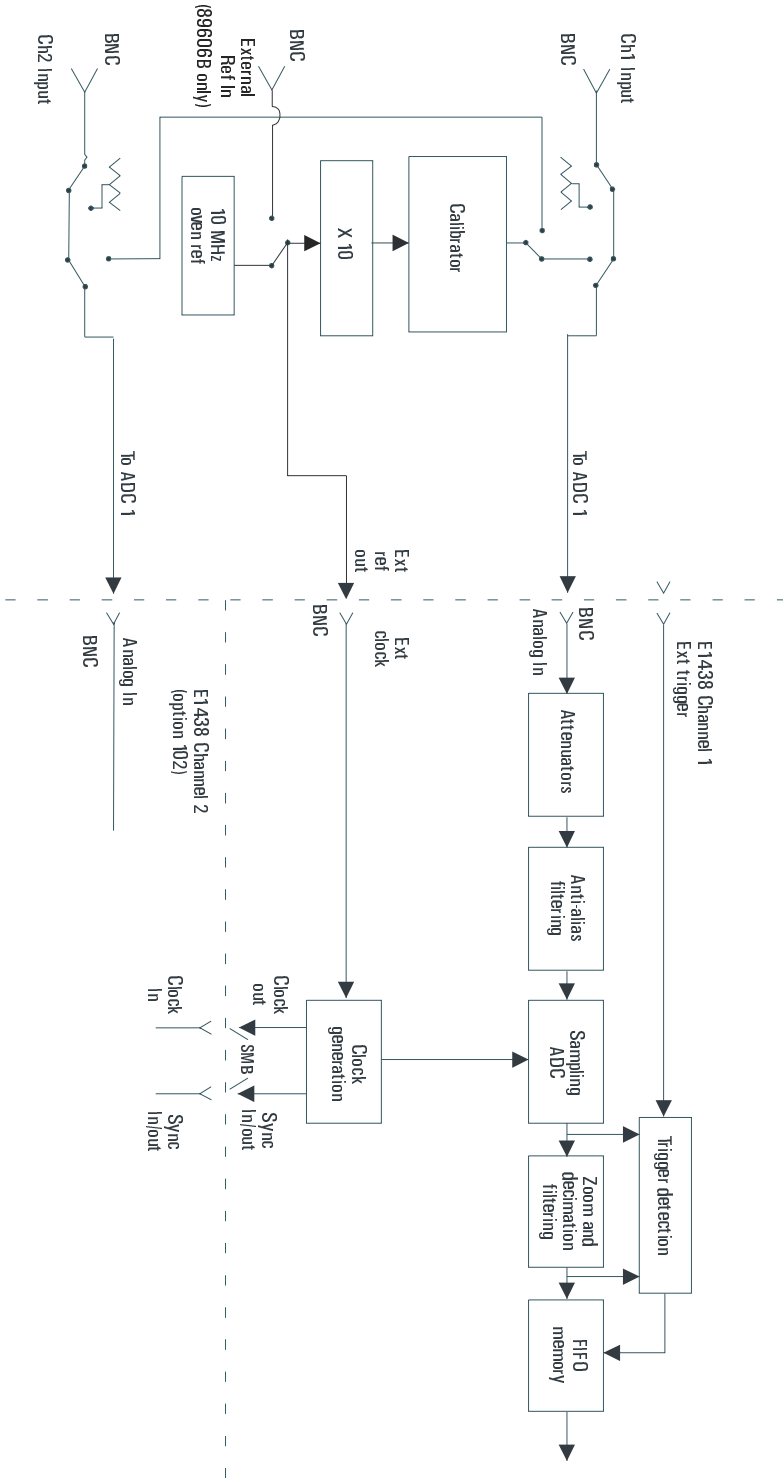 Ch1 Input
BNC
BNC
External
Ref In
(89606B only)
BNC
Ch2 Input
Calibrator
X 10
10 MHz
oven ref
To ADC 1
To ADC 1
Ext
ref
out
E1438 Channel 1
Ext trigger
BNC
Analog In
Ext
clock
BNC
Analog In
BNC
E1438 Channel 2
(option 102)
Attenuators
Anti-alias
filtering
Sampling
ADC
Clock
generation
Clock
out
SMB
Sync
In/out
Clock
In
Sync
In/out
Trigger detection
Zoom and
decimation
filtering
FIFO
memory